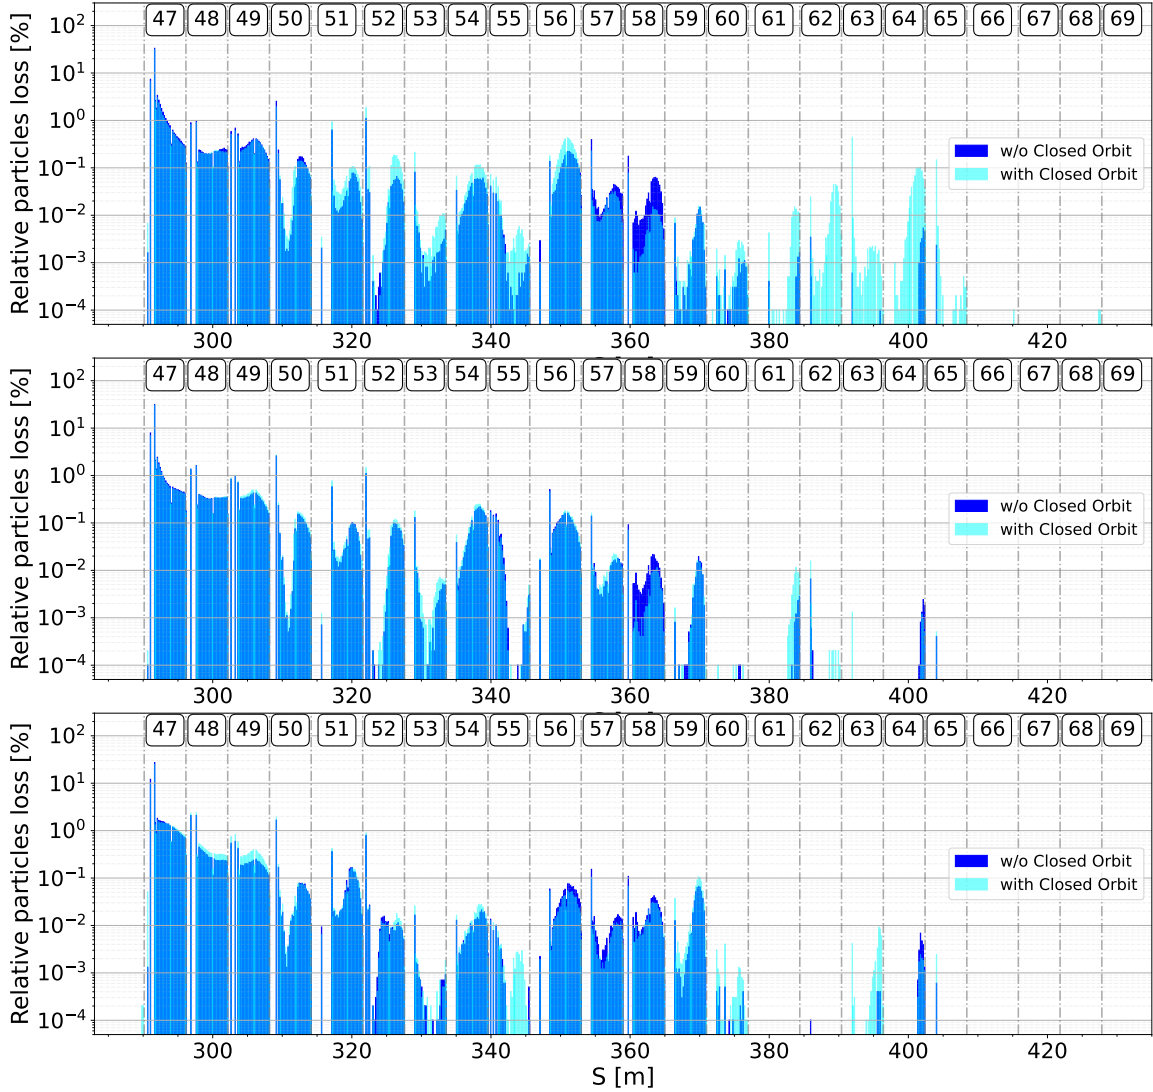 47 48 49 50 51 52 53 54 55 56 57 58 59 60 61 62 63 64 65 66 67 68 69
Relative particles loss [%]
10² 
10¹
10⁰
10⁻¹
10⁻²
10⁻³
10⁻⁴
w/o Closed Orbit
with Closed Orbit
300 320 340 360 380 400 420
47 48 49 50 51 52 53 54 55 56 57 58 59 60 61 62 63 64 65 66 67 68 69
Relative particles loss [%]
10²
10¹
10⁰
10⁻¹
10⁻²
10⁻³
10⁻⁴
w/o Closed Orbit
with Closed Orbit
300 320 340 360 380 400 420
47 48 49 50 51 52 53 54 55 56 57 58 59 60 61 62 63 64 65 66 67 68 69
Relative particles loss [%]
10²
10¹
10⁰
10⁻¹
10⁻²
10⁻³
10⁻⁴
w/o Closed Orbit
with Closed Orbit
300 320 340 360 380 400 420
S [m]